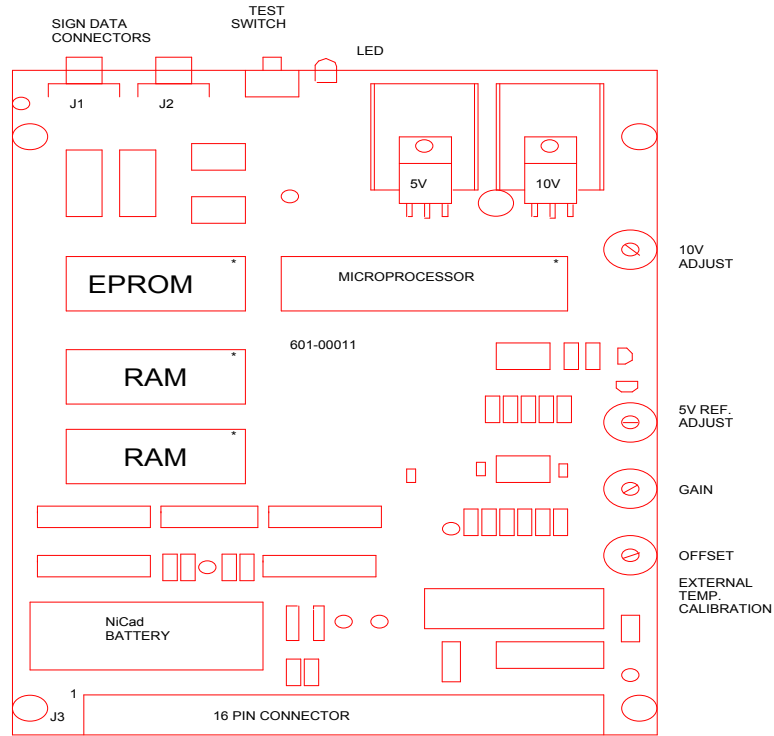 SIGN DATA
CONNECTORS
TEST
SWITCH
LED
J1
J2
5V
10V
10V
ADJUST
*
EPROM
*
MICROPROCESSOR
601-00011
*
RAM
5V REF.
ADJUST
*
RAM
GAIN
OFFSET
EXTERNAL
TEMP.
CALIBRATION
NiCad
BATTERY
1
J3
16 PIN CONNECTOR